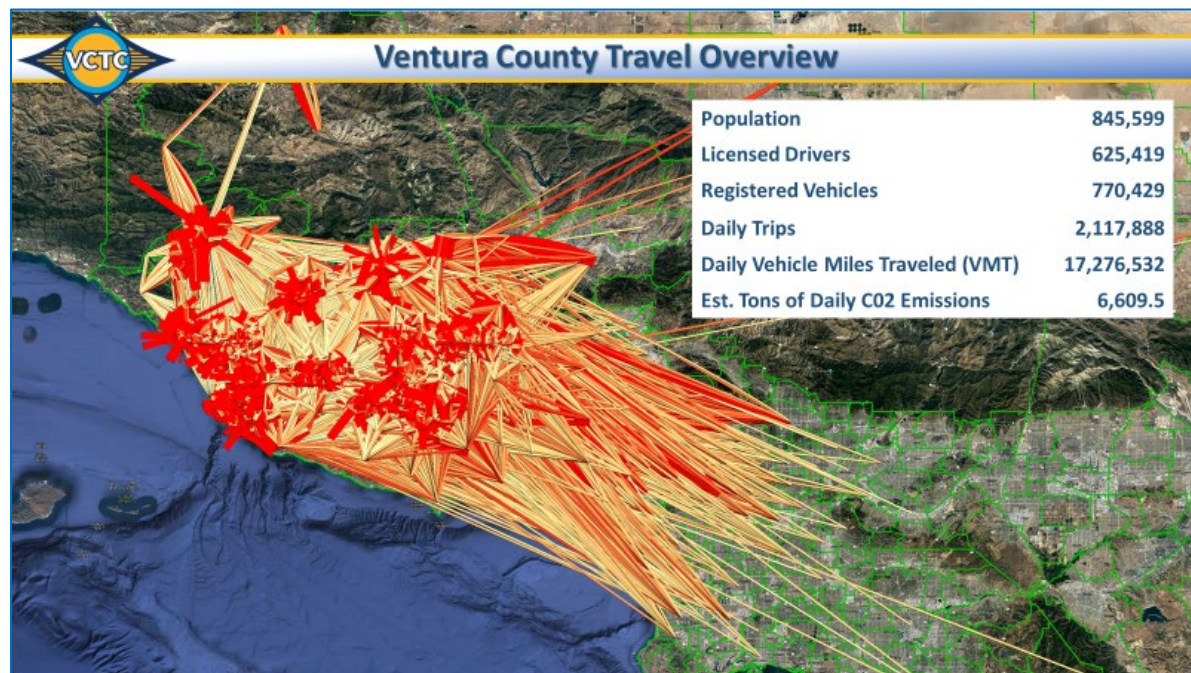 VCTC
Ventura County Travel Overview
Population 845,599
Licensed Drivers 625,419
Registered Vehicles 770,429
Daily Trips 2,117,888
Daily Vehicle Miles Traveled (VMT) 17,276,532
Est. Tons of Daily C02 Emissions 6,609.5